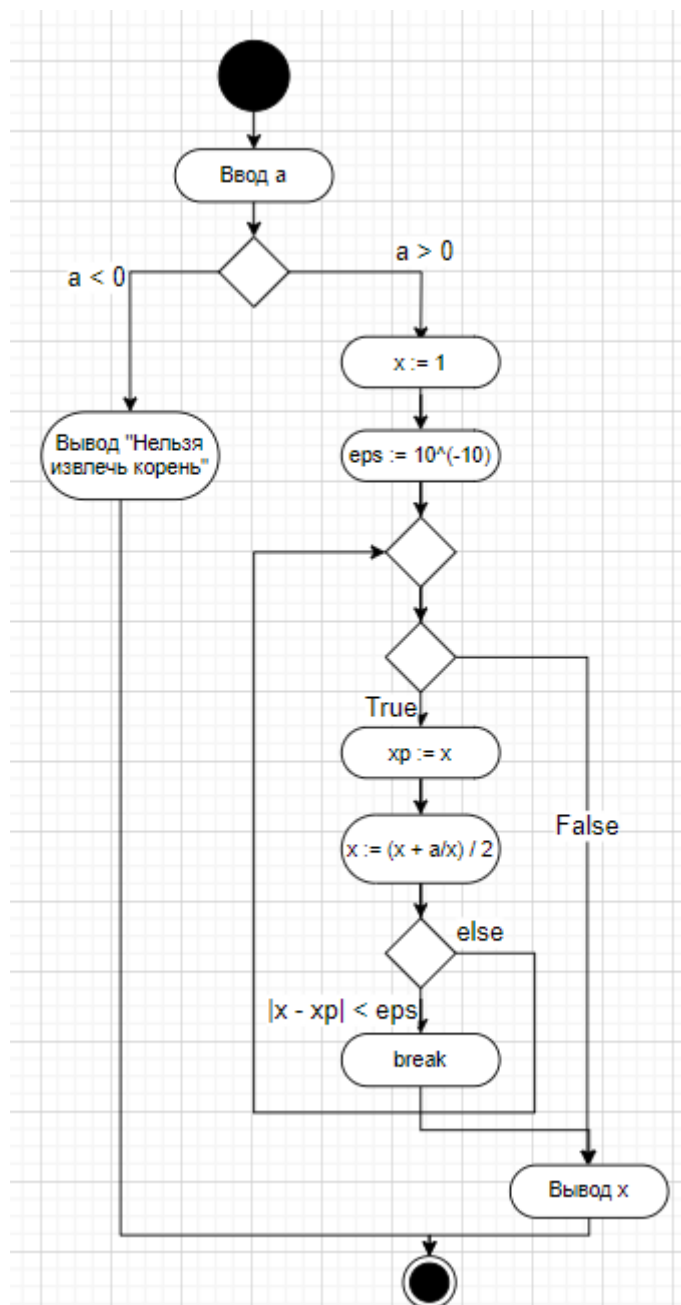 Ввод a
a < 0
a > 0
x := 1
Вывод "Нельзя
извлечь корень"
eps := 10^(-10)
True
xp := x
False
x := (x + a/x) / 2
else
|x - xp| < eps
break
Вывод x